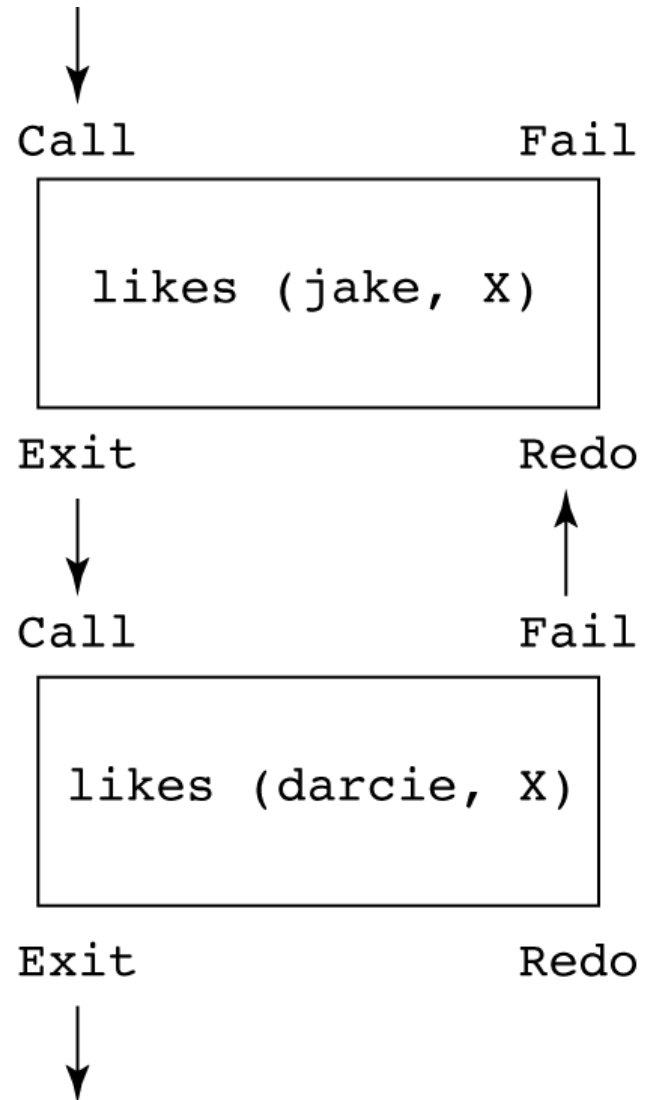 Call Fail
likes (jake, X)
Exit Redo
Call Fail
likes (darcie, X)
Exit Redo